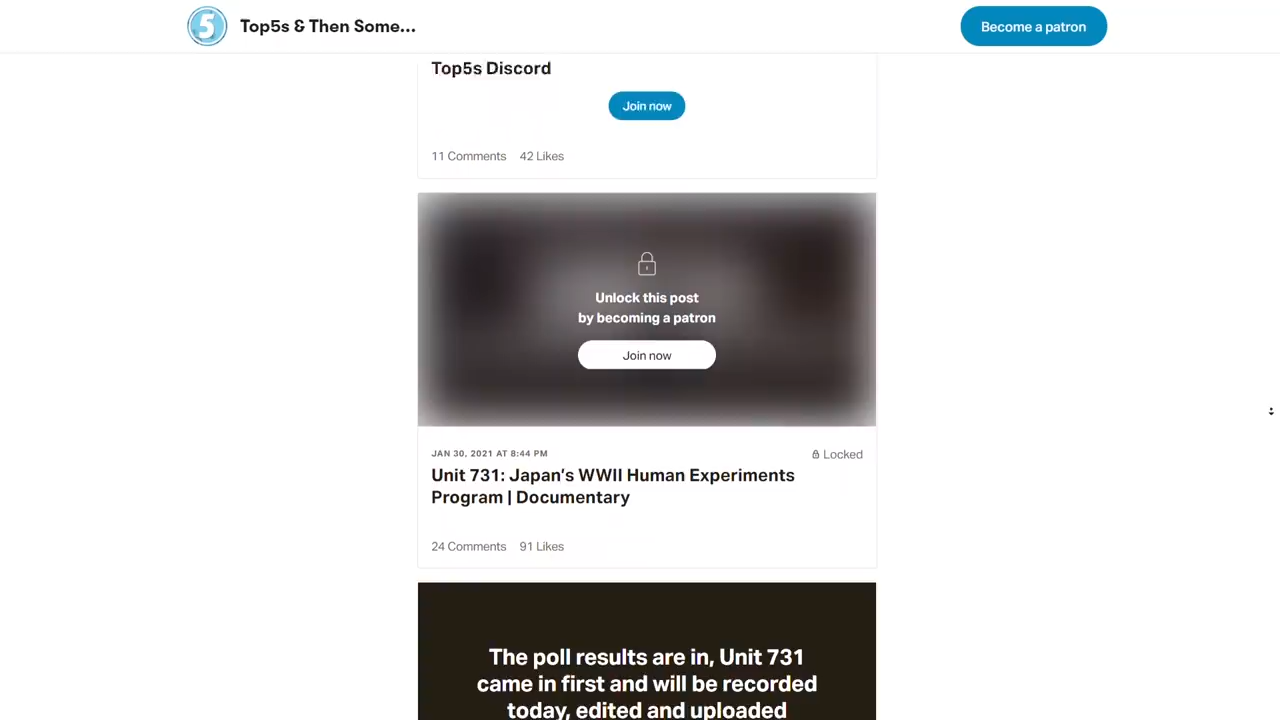 5
Top5s & Then Some...
Become a patron
Top5s Discord
Join now
11 Comments 42 Likes
Unlock this post
by becoming a patron
Join now
JAN 30, 2021 AT 8:44 PM
Locked
Unit 731: Japan's WWII Human Experiments
Program | Documentary
24 Comments 91 Likes
The poll results are in, Unit 731
came in first and will be recorded
today, edited and uploaded